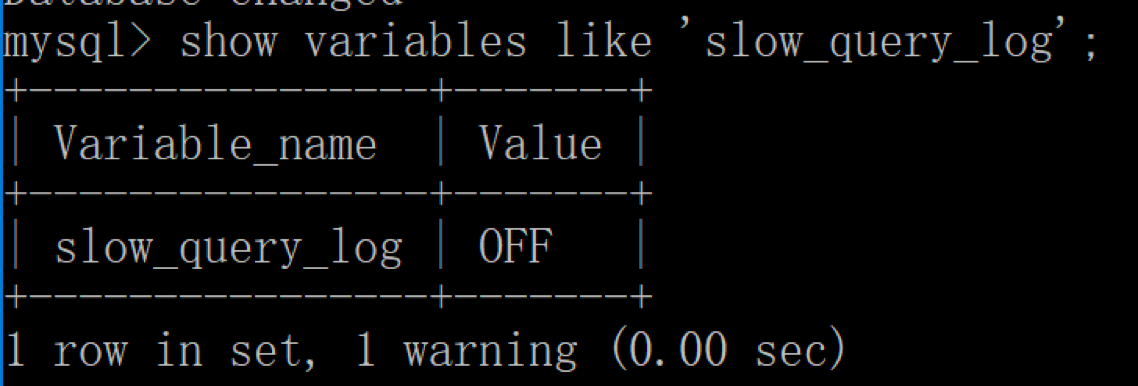 Database changed
mysql> show variables like 'slow_query_log';
+----------------+-------+
| Variable_name  | Value |
+----------------+-------+
| slow_query_log | OFF   |
+----------------+-------+
1 row in set, 1 warning (0.00 sec)